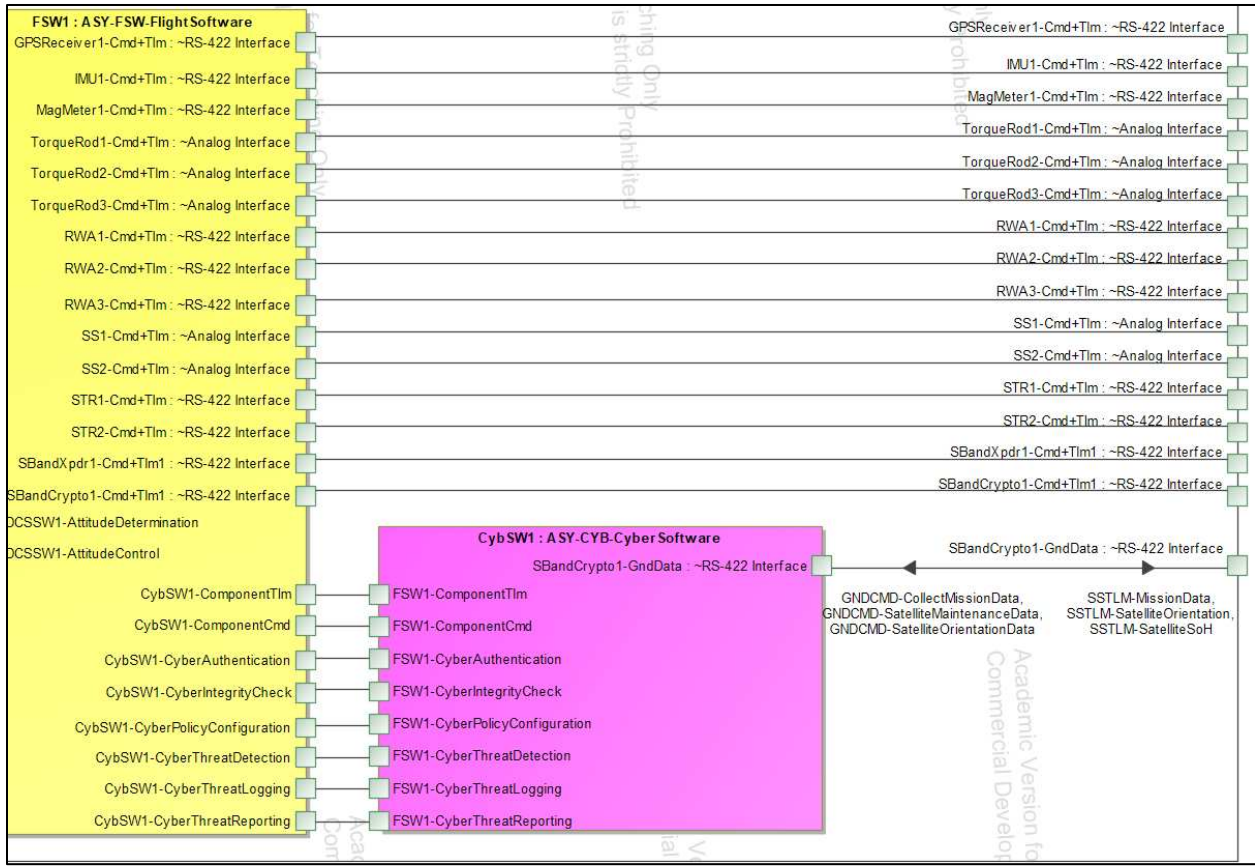 FSW1 : ASY-FSW-FlightSoftware
GPSReceiver1-Cmd+Tlm : ~RS-422 Interface
IMU1-Cmd+Tlm : ~RS-422 Interface
MagMeter1-Cmd+Tlm : ~RS-422 Interface
TorqueRod1-Cmd+Tlm : ~Analog Interface
TorqueRod2-Cmd+Tlm : ~Analog Interface
TorqueRod3-Cmd+Tlm : ~Analog Interface
RWA1-Cmd+Tlm : ~RS-422 Interface
RWA2-Cmd+Tlm : ~RS-422 Interface
RWA3-Cmd+Tlm : ~RS-422 Interface
SS1-Cmd+Tlm : ~Analog Interface
SS2-Cmd+Tlm : ~Analog Interface
STR1-Cmd+Tlm : ~RS-422 Interface
STR2-Cmd+Tlm : ~RS-422 Interface
SBandXpdr1-Cmd+Tlm1 : ~RS-422 Interface
SBandCrypto1-Cmd+Tlm1 : ~RS-422 Interface
DCSSW1-AttitudeDetermination
DCSSW1-AttitudeControl
CybSW1-ComponentTlm
CybSW1-ComponentCmd
CybSW1-CyberAuthentication
CybSW1-CyberIntegrityCheck
CybSW1-CyberPolicyConfiguration
CybSW1-CyberThreatDetection
CybSW1-CyberThreatLogging
CybSW1-CyberThreatReporting
CybSW1 : ASY-CYB-CyberSoftware
SBandCrypto1-GndData : ~RS-422 Interface
FSW1-ComponentTlm
FSW1-ComponentCmd
FSW1-CyberAuthentication
FSW1-CyberIntegrityCheck
FSW1-CyberPolicyConfiguration
FSW1-CyberThreatDetection
FSW1-CyberThreatLogging
FSW1-CyberThreatReporting
GPSReceiver1-Cmd+Tlm : ~RS-422 Interface
IMU1-Cmd+Tlm : ~RS-422 Interface
MagMeter1-Cmd+Tlm : ~RS-422 Interface
TorqueRod1-Cmd+Tlm : ~Analog Interface
TorqueRod2-Cmd+Tlm : ~Analog Interface
TorqueRod3-Cmd+Tlm : ~Analog Interface
RWA1-Cmd+Tlm : ~RS-422 Interface
RWA2-Cmd+Tlm : ~RS-422 Interface
RWA3-Cmd+Tlm : ~RS-422 Interface
SS1-Cmd+Tlm : ~Analog Interface
SS2-Cmd+Tlm : ~Analog Interface
STR1-Cmd+Tlm : ~RS-422 Interface
STR2-Cmd+Tlm : ~RS-422 Interface
SBandXpdr1-Cmd+Tlm1 : ~RS-422 Interface
SBandCrypto1-Cmd+Tlm1 : ~RS-422 Interface
SBandCrypto1-GndData : ~RS-422 Interface
GNDCMD-CollectMissionData,
GNDCMD-SatelliteMaintenanceData,
GNDCMD-SatelliteOrientationData
SSTLM-MissionData,
SSTLM-SatelliteOrientation,
SSTLM-SatelliteSoH
ching Only
is strictly Prohibited
Academic Version fo
Commercial Develop